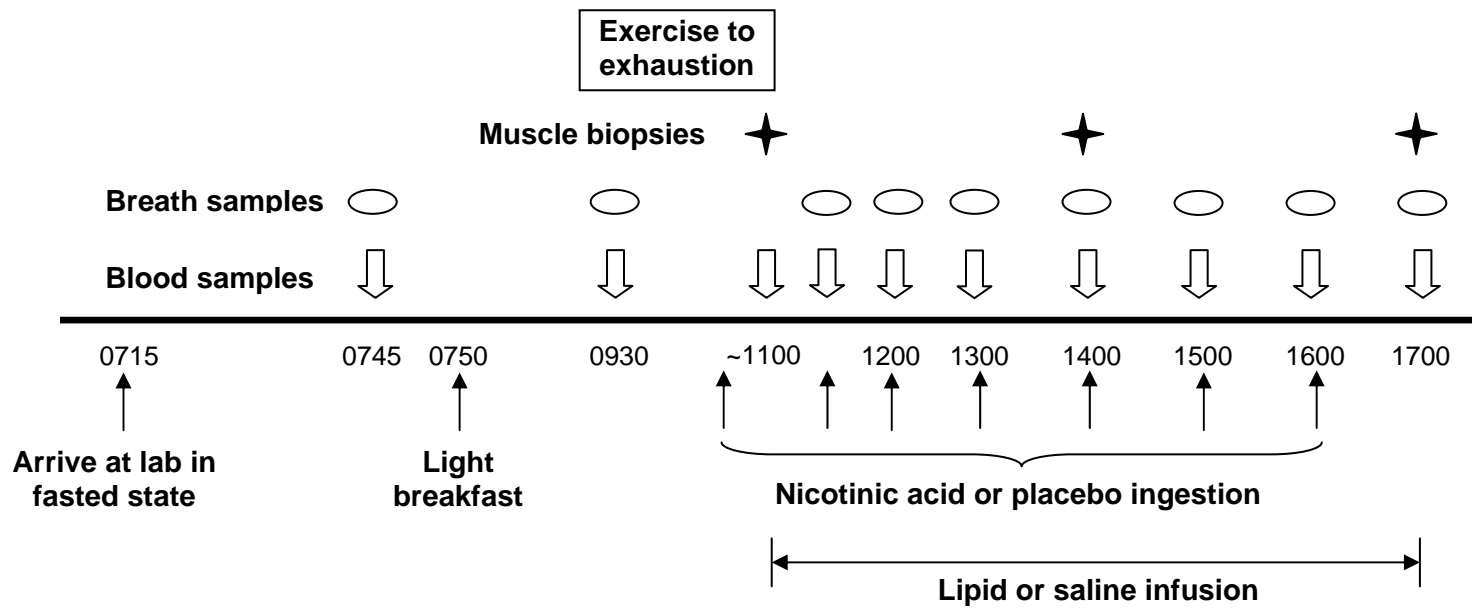 Exercise to
exhaustion
Muscle biopsies
Breath samples
Blood samples
0715 0745 0750 0930 ~1100 1200 1300 1400 1500 1600 1700
Arrive at lab in
fasted state
Light
breakfast
Nicotinic acid or placebo ingestion
Lipid or saline infusion